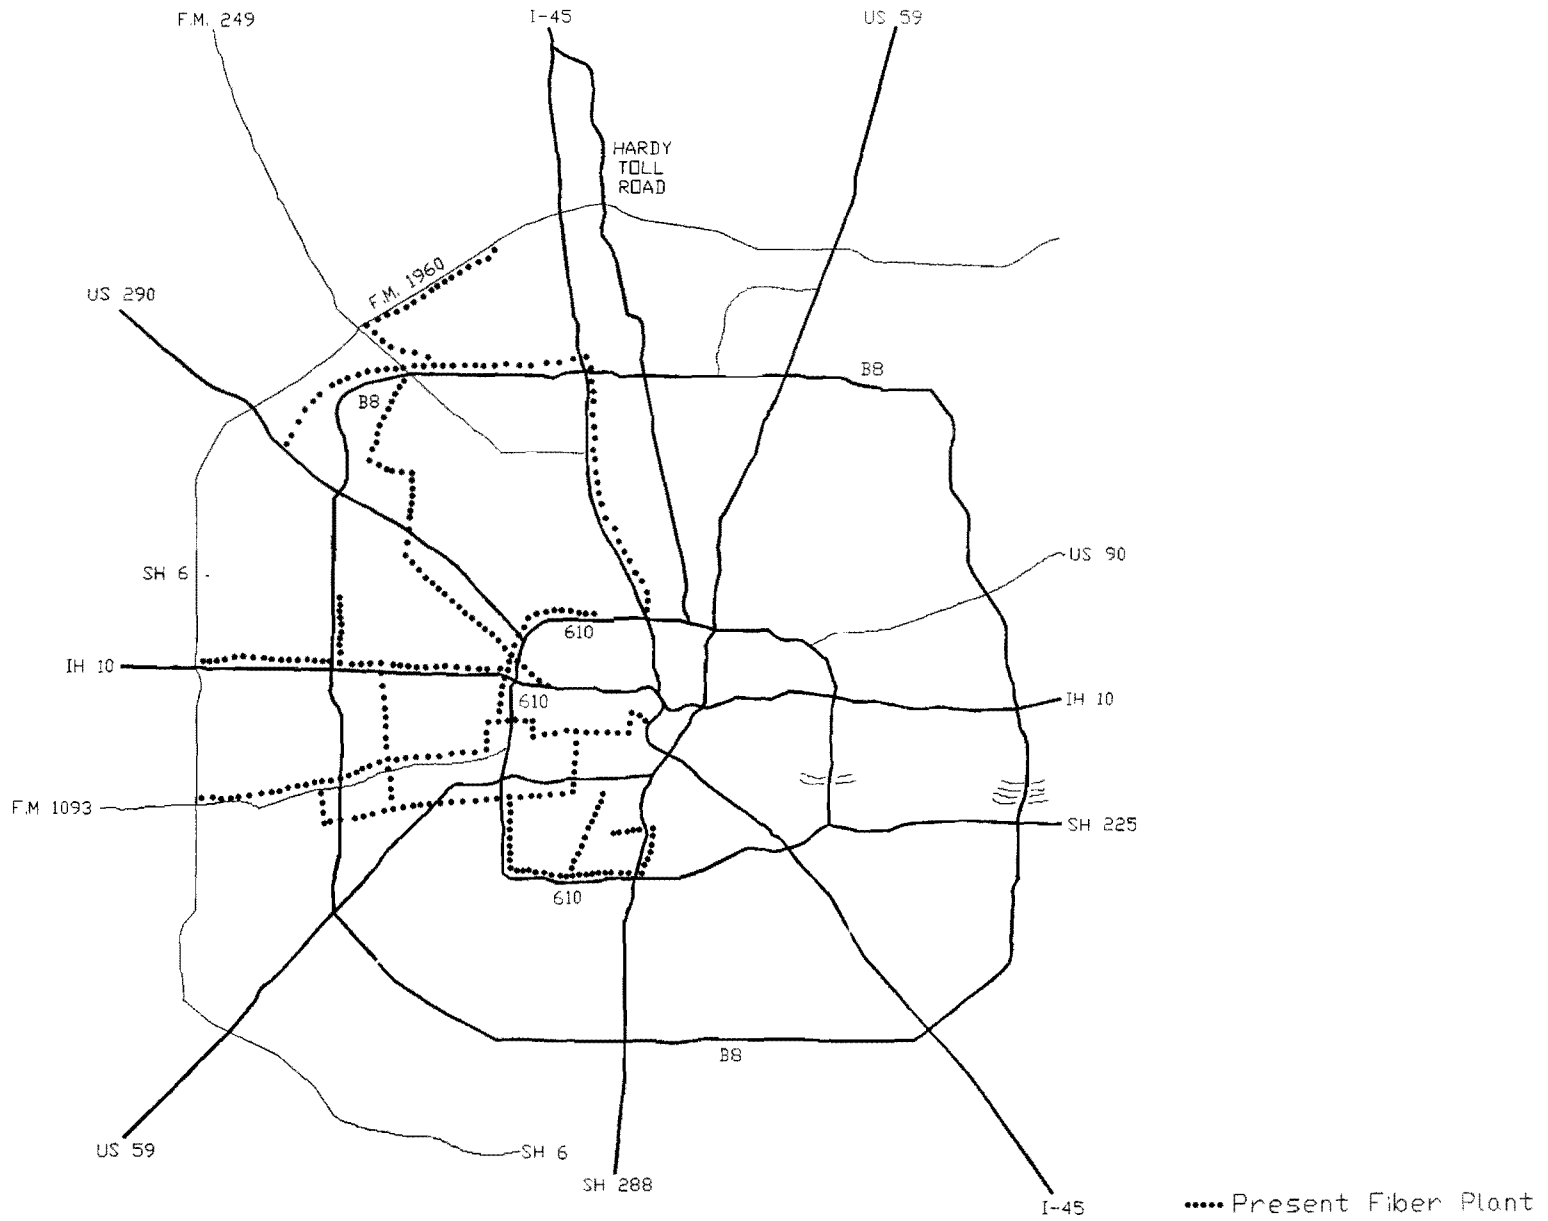 F.M. 249
I-45
US 59
HARDY
TOLL
ROAD
F.M. 1960
US 290
B8
B8
US 90
SH 6
610
IH 10
610
IH 10
F.M 1093
SH 225
610
B8
US 59
SH 6
SH 288
I-45
Present Fiber Plant